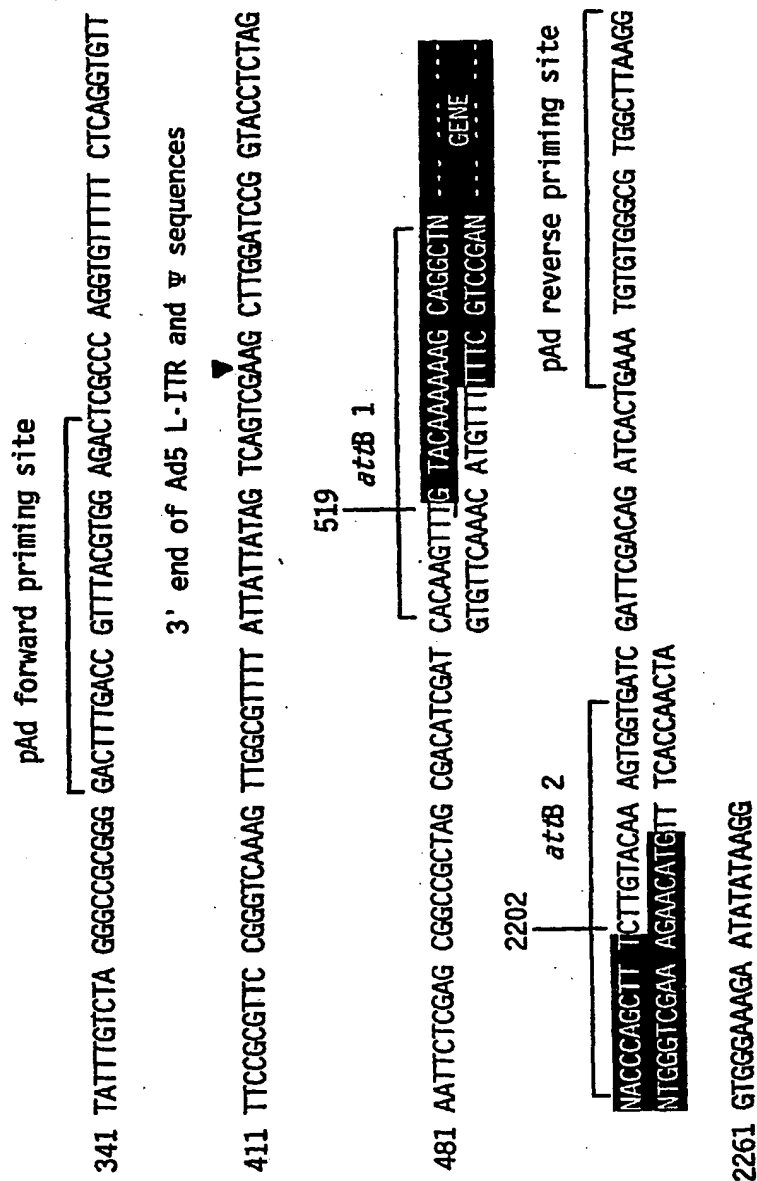 pAd forward priming site
341 TATTTGTCTA GGGCCGCGGG GACTTTGACC GTTTACGTGG AGACTCGCCC AGGTGTTTTT CTCAGGTGTT
3' end of Ad5 L-ITR and Ψ sequences
411 TTCCGCGTTC CGGGTCAAAG TTGGCGTTTT ATTATTATAG TCAGTCGAAG CTTGGATCCG GTACCTCTAG
519
attB 1
481 AATTCTCGAG CGGCCGCTAG CGACATCGAT CACAAGTTTG TACAAAAAAG CAGGCTN
GTGTTCAAAC ATGTTTTTTC GTCCGAN
GENE
2202
attB 2
pAd reverse priming site
NACCCAGCTT TCTTGTACAA AGTGGTGATC GATTCGACAG ATCACTGAAA TGTGTGGGCG TGGCTTAAGG
NTGGGTCGAA AGAACATGTT TCACCAACTA
2261 GTGGGAAAGA ATATATAAGG